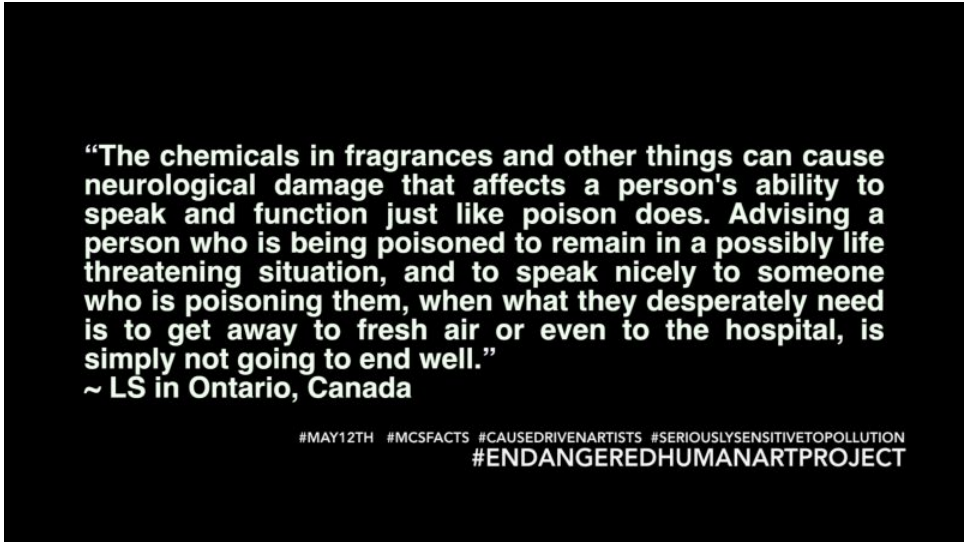 “The chemicals in fragrances and other things can cause
neurological damage that affects a person's ability to
speak and function just like poison does. Advising a
person who is being poisoned to remain in a possibly life
threatening situation, and to speak nicely to someone
who is poisoning them, when what they desperately need
is to get away to fresh air or even to the hospital, is
simply not going to end well.”
~ LS in Ontario, Canada
#MAY12TH #MCSFACTS #CAUSEDRIVENARTISTS #SERIOUSLYSENSITIVETOPOLLUTION
#ENDANGEREDHUMANARTPROJECT